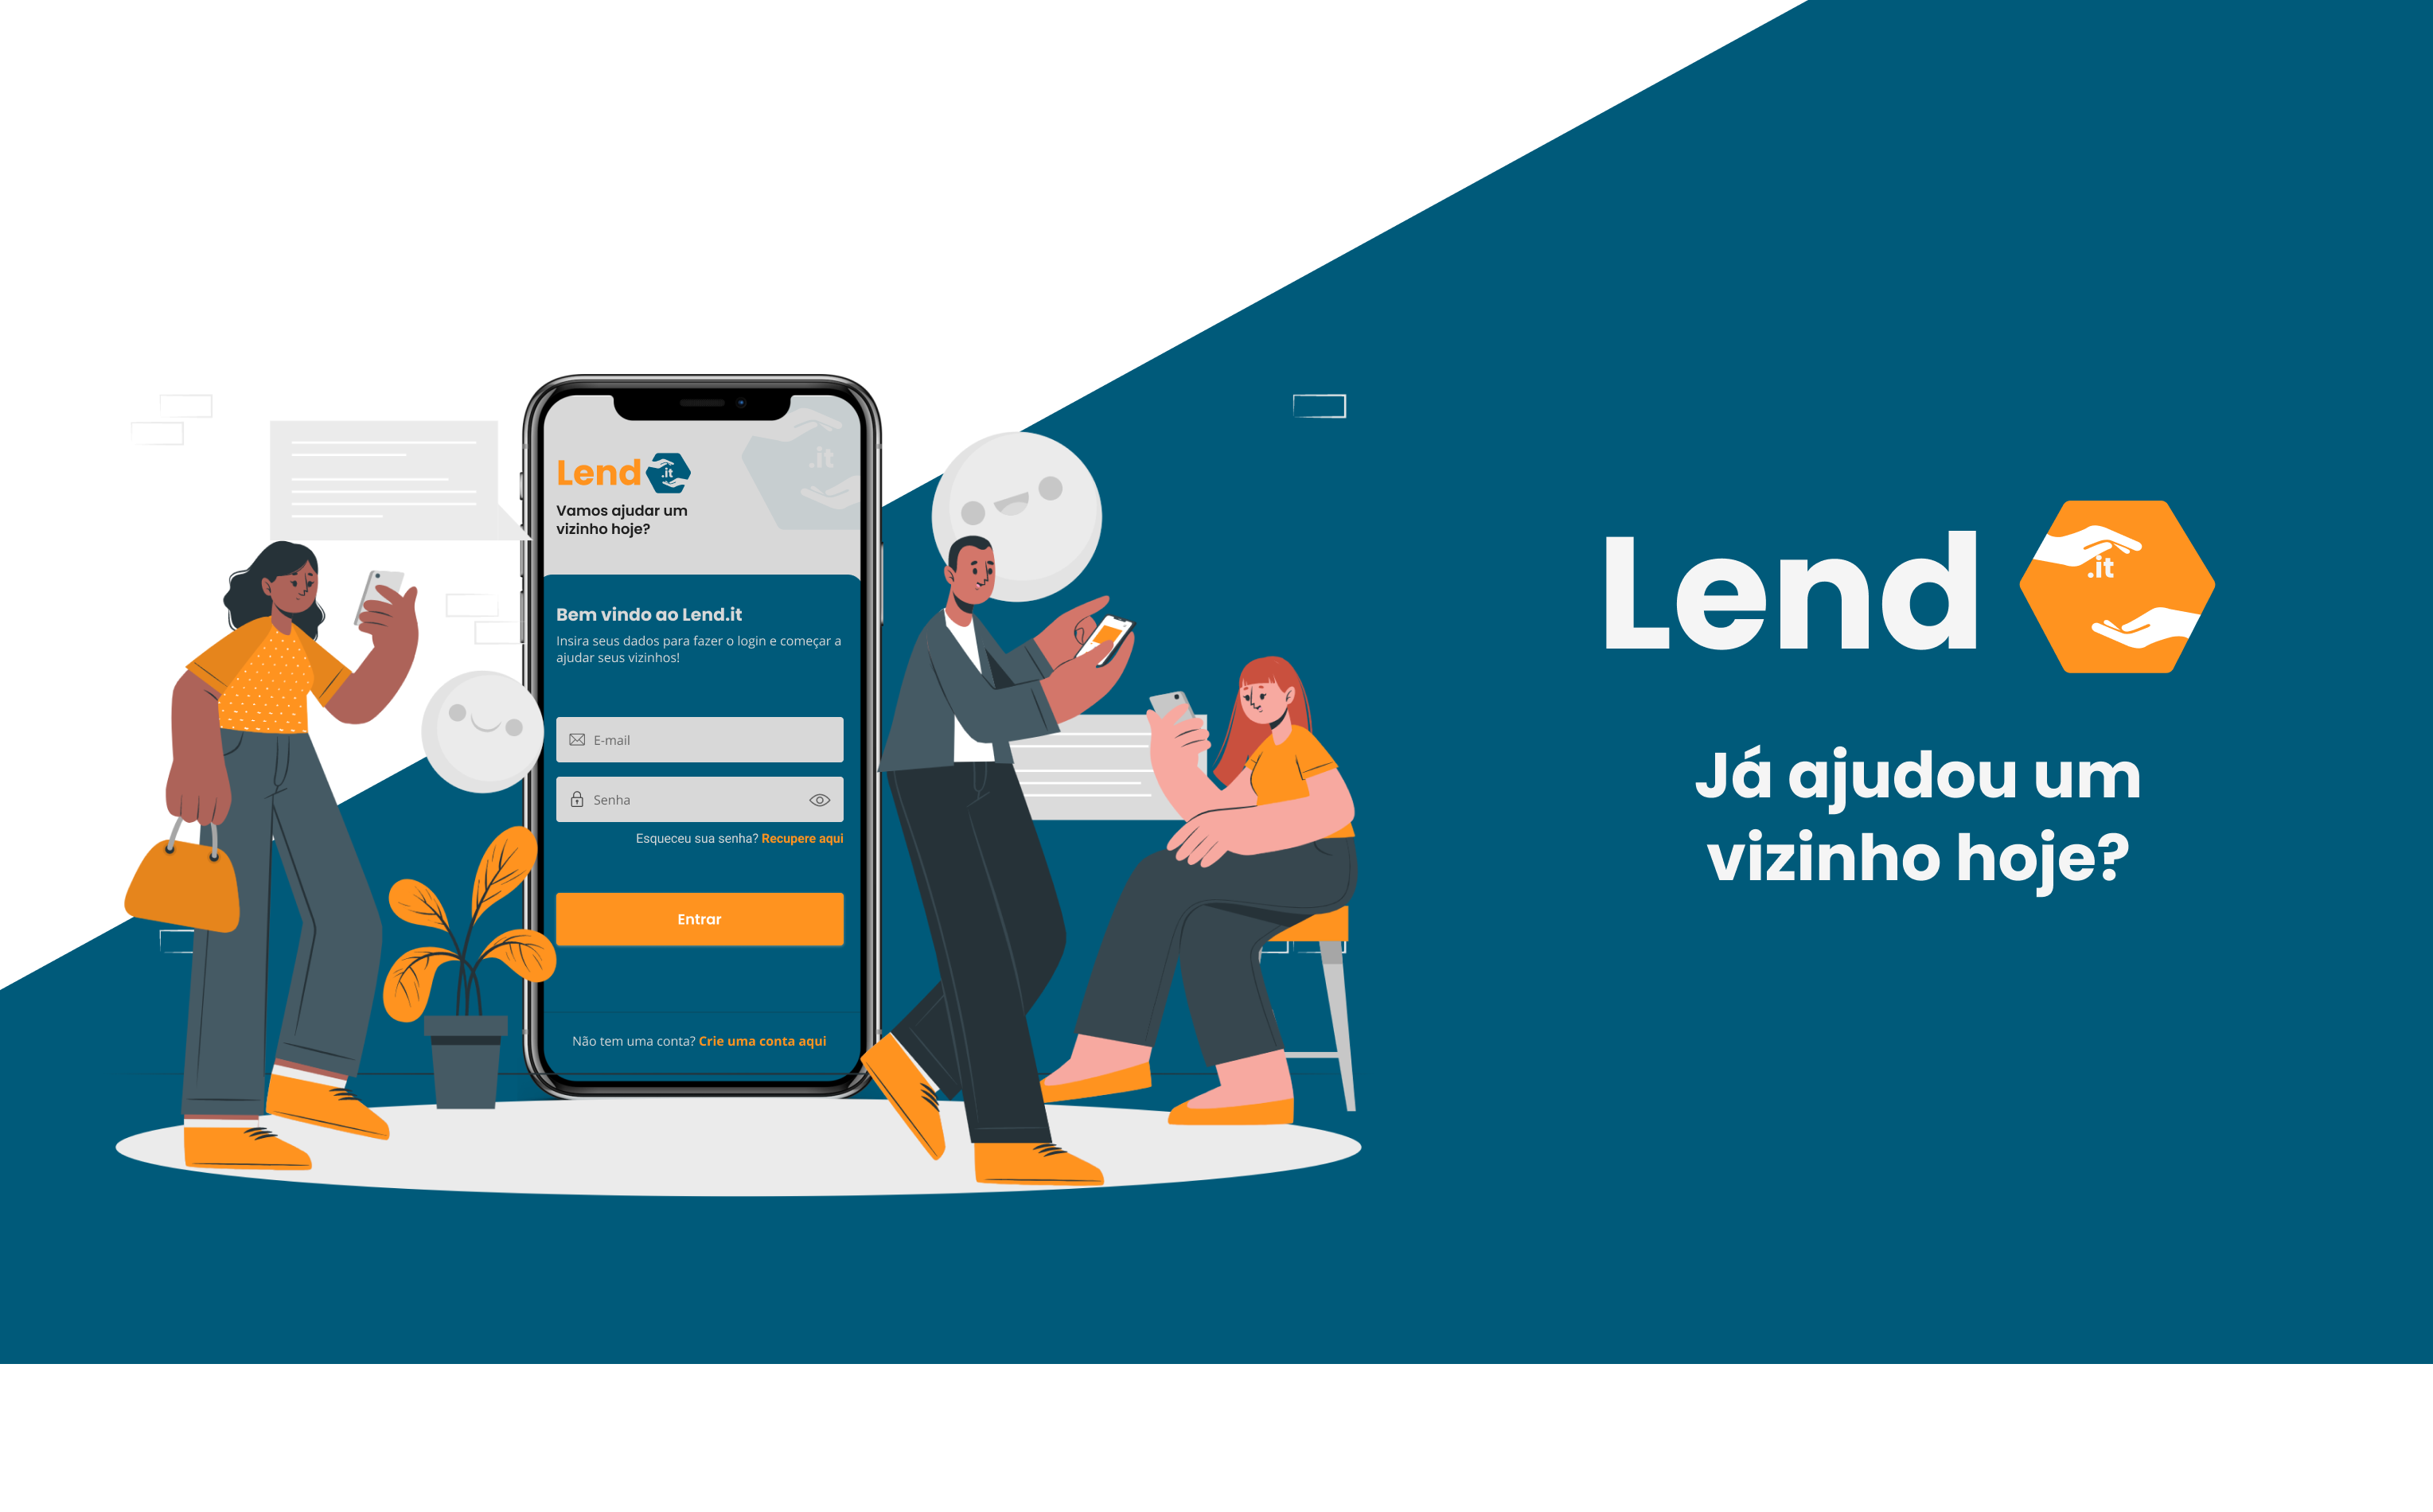 .it
Lend
.it
Vamos ajudar um
vizinho hoje?
Bem vindo ao Lend.it
Insira seus dados para fazer o login e começar a
ajudar seus vizinhos!
E-mail
Senha
Esqueceu sua senha? Recupere aqui
Entrar
Não tem uma conta? Crie uma conta aqui
Lend
.it
Já ajudou um
vizinho hoje?